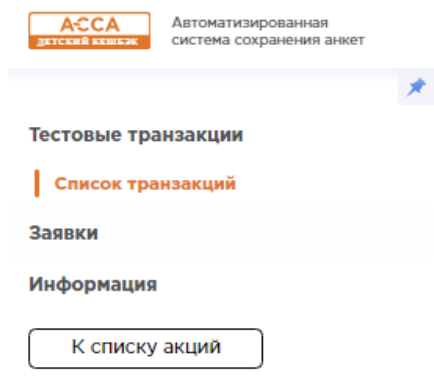 АССА
ДЕТСКИЙ КЕШБЭК
Автоматизированная
система сохранения анкет
Тестовые транзакции
Список транзакций
Заявки
Информация
К списку акций